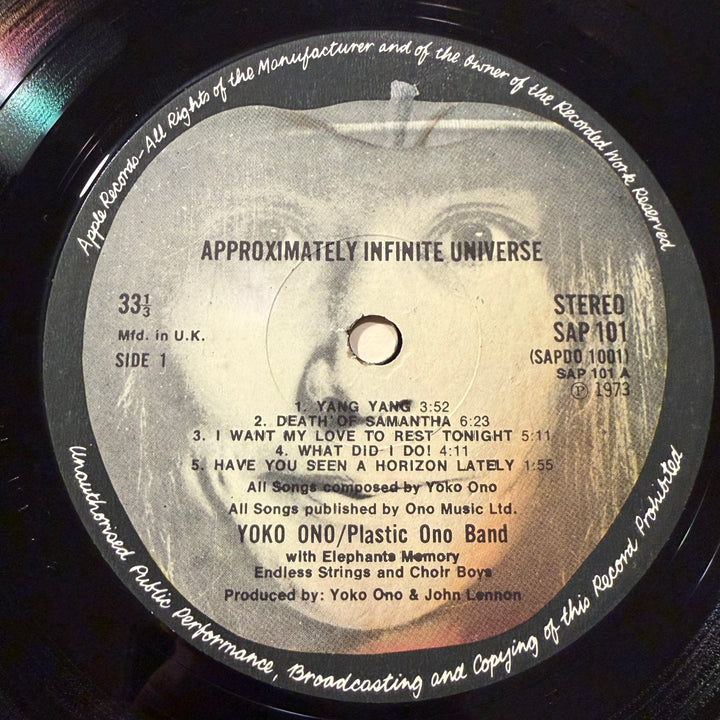 Apple Records-All Rights of the Manufacturer and of the Owner of the Recorded Work Reserved
APPROXIMATELY INFINITE UNIVERSE
33⅓
Mfd. in U.K.
SIDE 1
STEREO
SAP 101
(SAPDO 1001)
SAP 101 A
Ⓟ 1973
1. YANG YANG 3:52
2. DEATH OF SAMANTHA 6:23
3. I WANT MY LOVE TO REST TONIGHT 5:11
4. WHAT DID I DO! 4:11
5. HAVE YOU SEEN A HORIZON LATELY 1:55
All Songs composed by Yoko Ono
All Songs published by Ono Music Ltd.
YOKO ONO/Plastic Ono Band
with Elephants Memory
Endless Strings and Choir Boys
Produced by: Yoko Ono & John Lennon
Unauthorised Public Performance, Broadcasting and Copying of this Record Prohibited